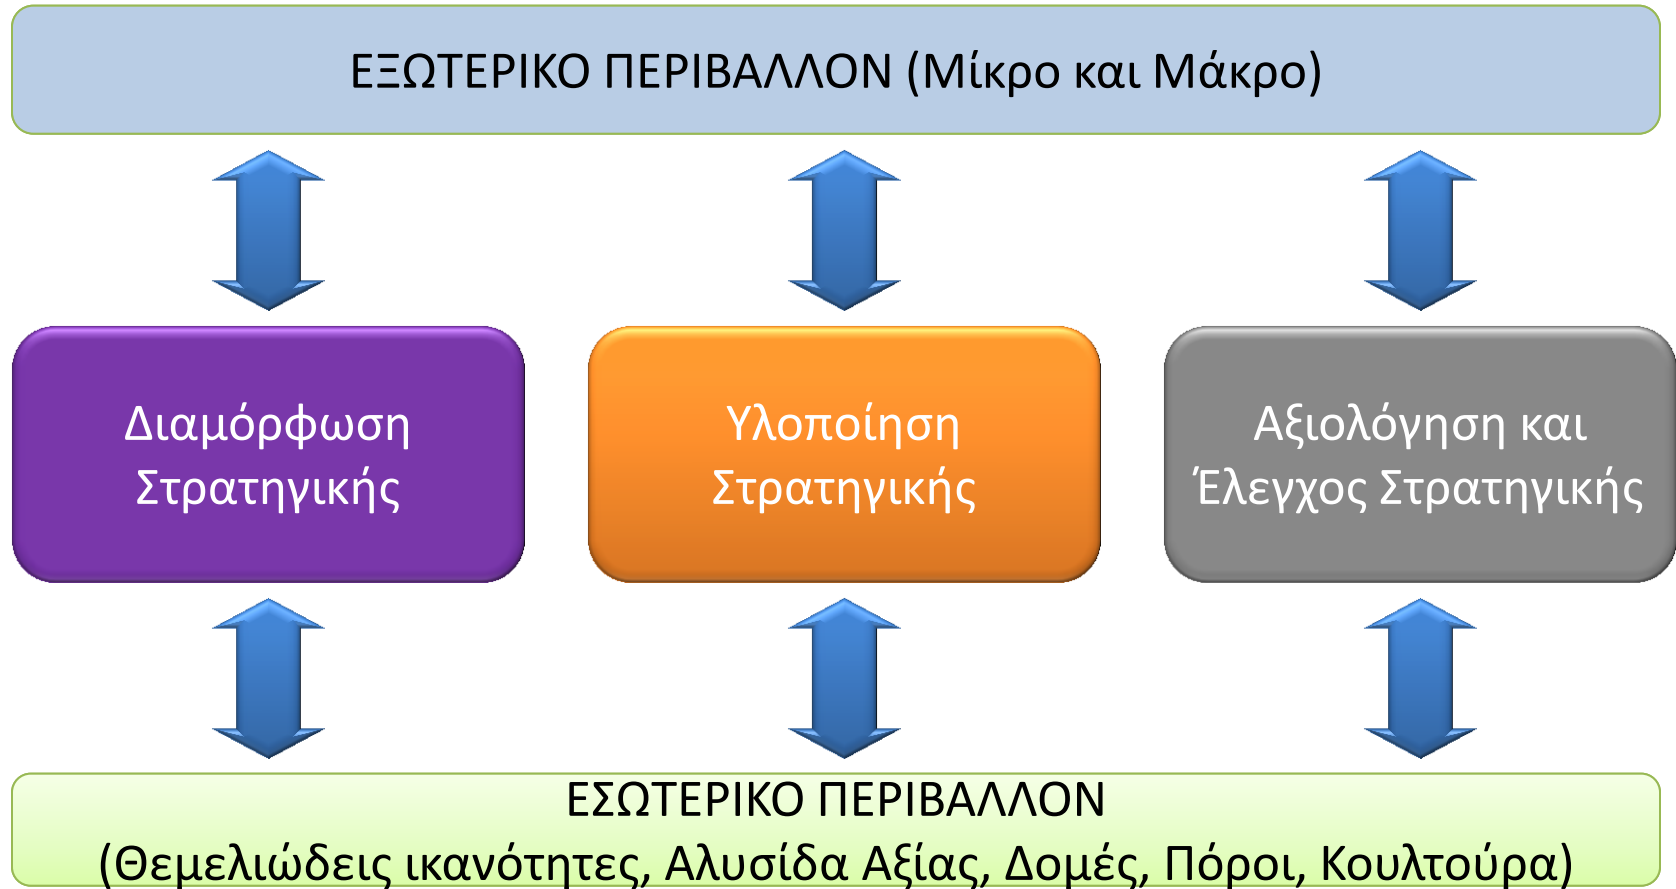 ΕΞΩΤΕΡΙΚΟ ΠΕΡΙΒΑΛΛΟΝ (Μίκρο και Μάκρο)
Διαμόρφωση
Στρατηγικής
Υλοποίηση
Στρατηγικής
Αξιολόγηση και
Έλεγχος Στρατηγικής
ΕΣΩΤΕΡΙΚΟ ΠΕΡΙΒΑΛΛΟΝ
(Θεμελιώδεις ικανότητες, Αλυσίδα Αξίας, Δομές, Πόροι, Κουλτούρα)